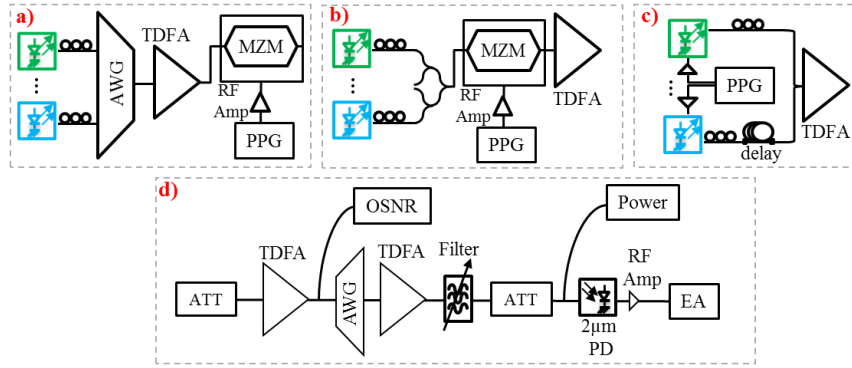 a)
TDFA
AWG
MZM
RF
Amp
PPG
b)
MZM
RF
Amp
PPG
TDFA
c)
PPG
delay
TDFA
d)
OSNR
Power
TDFA
TDFA
Filter
RF
Amp
ATT
AWG
ATT
EA
2µm
PD